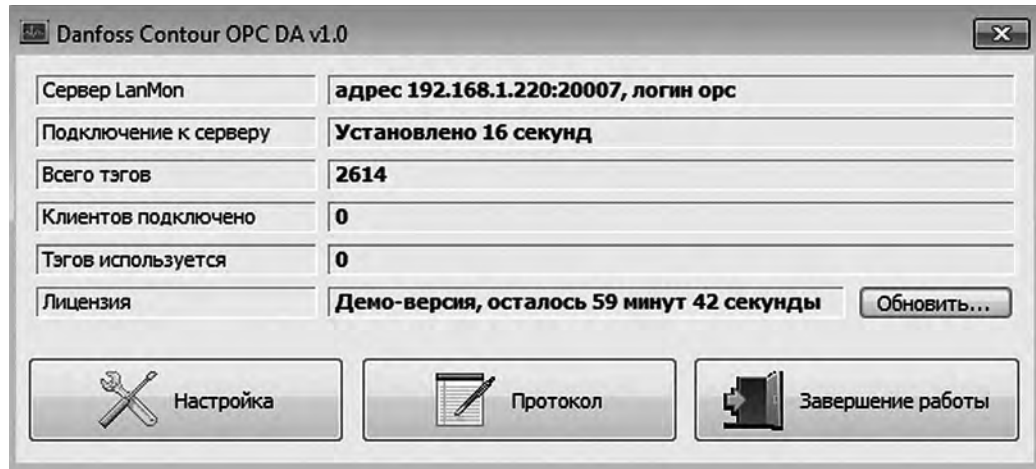 Danfoss Contour OPC DA v1.0
Сервер LanMon адрес 192.168.1.220:20007, логин opc
Подключение к серверу Установлено 16 секунд
Всего тэгов 2614
Клиентов подключено 0
Тэгов используется 0
Лицензия Демо-версия, осталось 59 минут 42 секунды Обновить...
Настройка Протокол Завершение работы